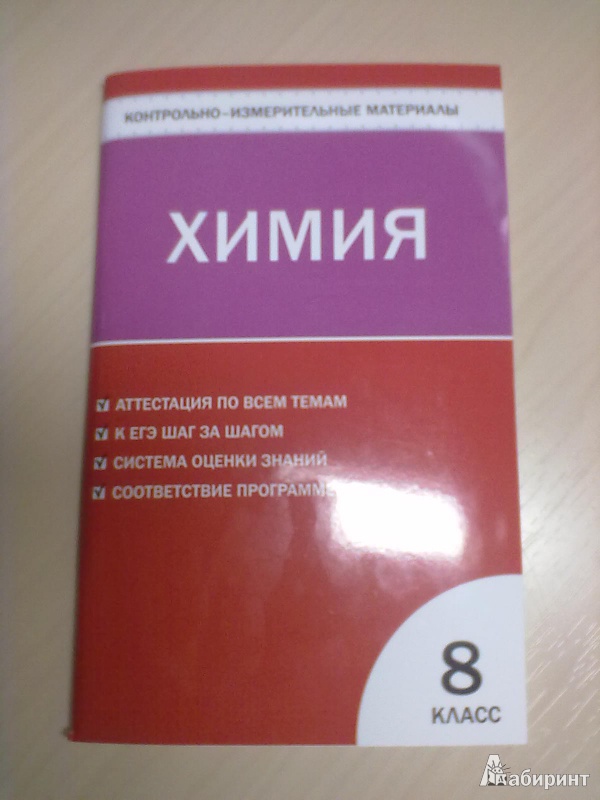 КОНТРОЛЬНО-ИЗМЕРИТЕЛЬНЫЕ МАТЕРИАЛЫ
ХИМИЯ
АТТЕСТАЦИЯ ПО ВСЕМ ТЕМАМ
К ЕГЭ ШАГ ЗА ШАГОМ
СИСТЕМА ОЦЕНКИ ЗНАНИЙ
СООТВЕТСТВИЕ ПРОГРАММЕ
8
КЛАСС
Лабиринт